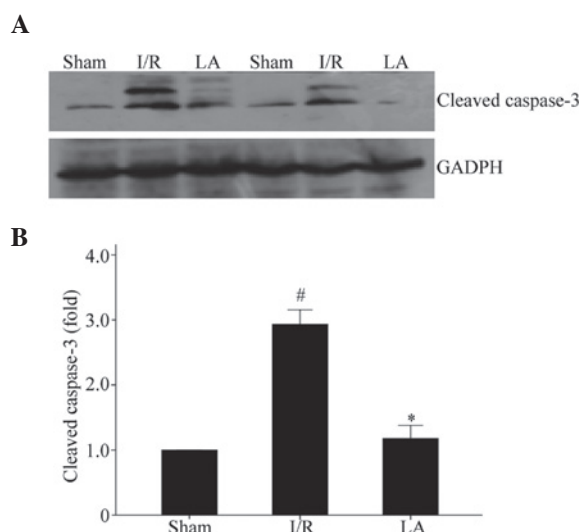 A
Sham I/R LA Sham I/R LA
Cleaved caspase-3
GADPH
B
Cleaved caspase-3 (fold)
4.0
3.0
2.0
1.0
0
#
*
Sham I/R LA